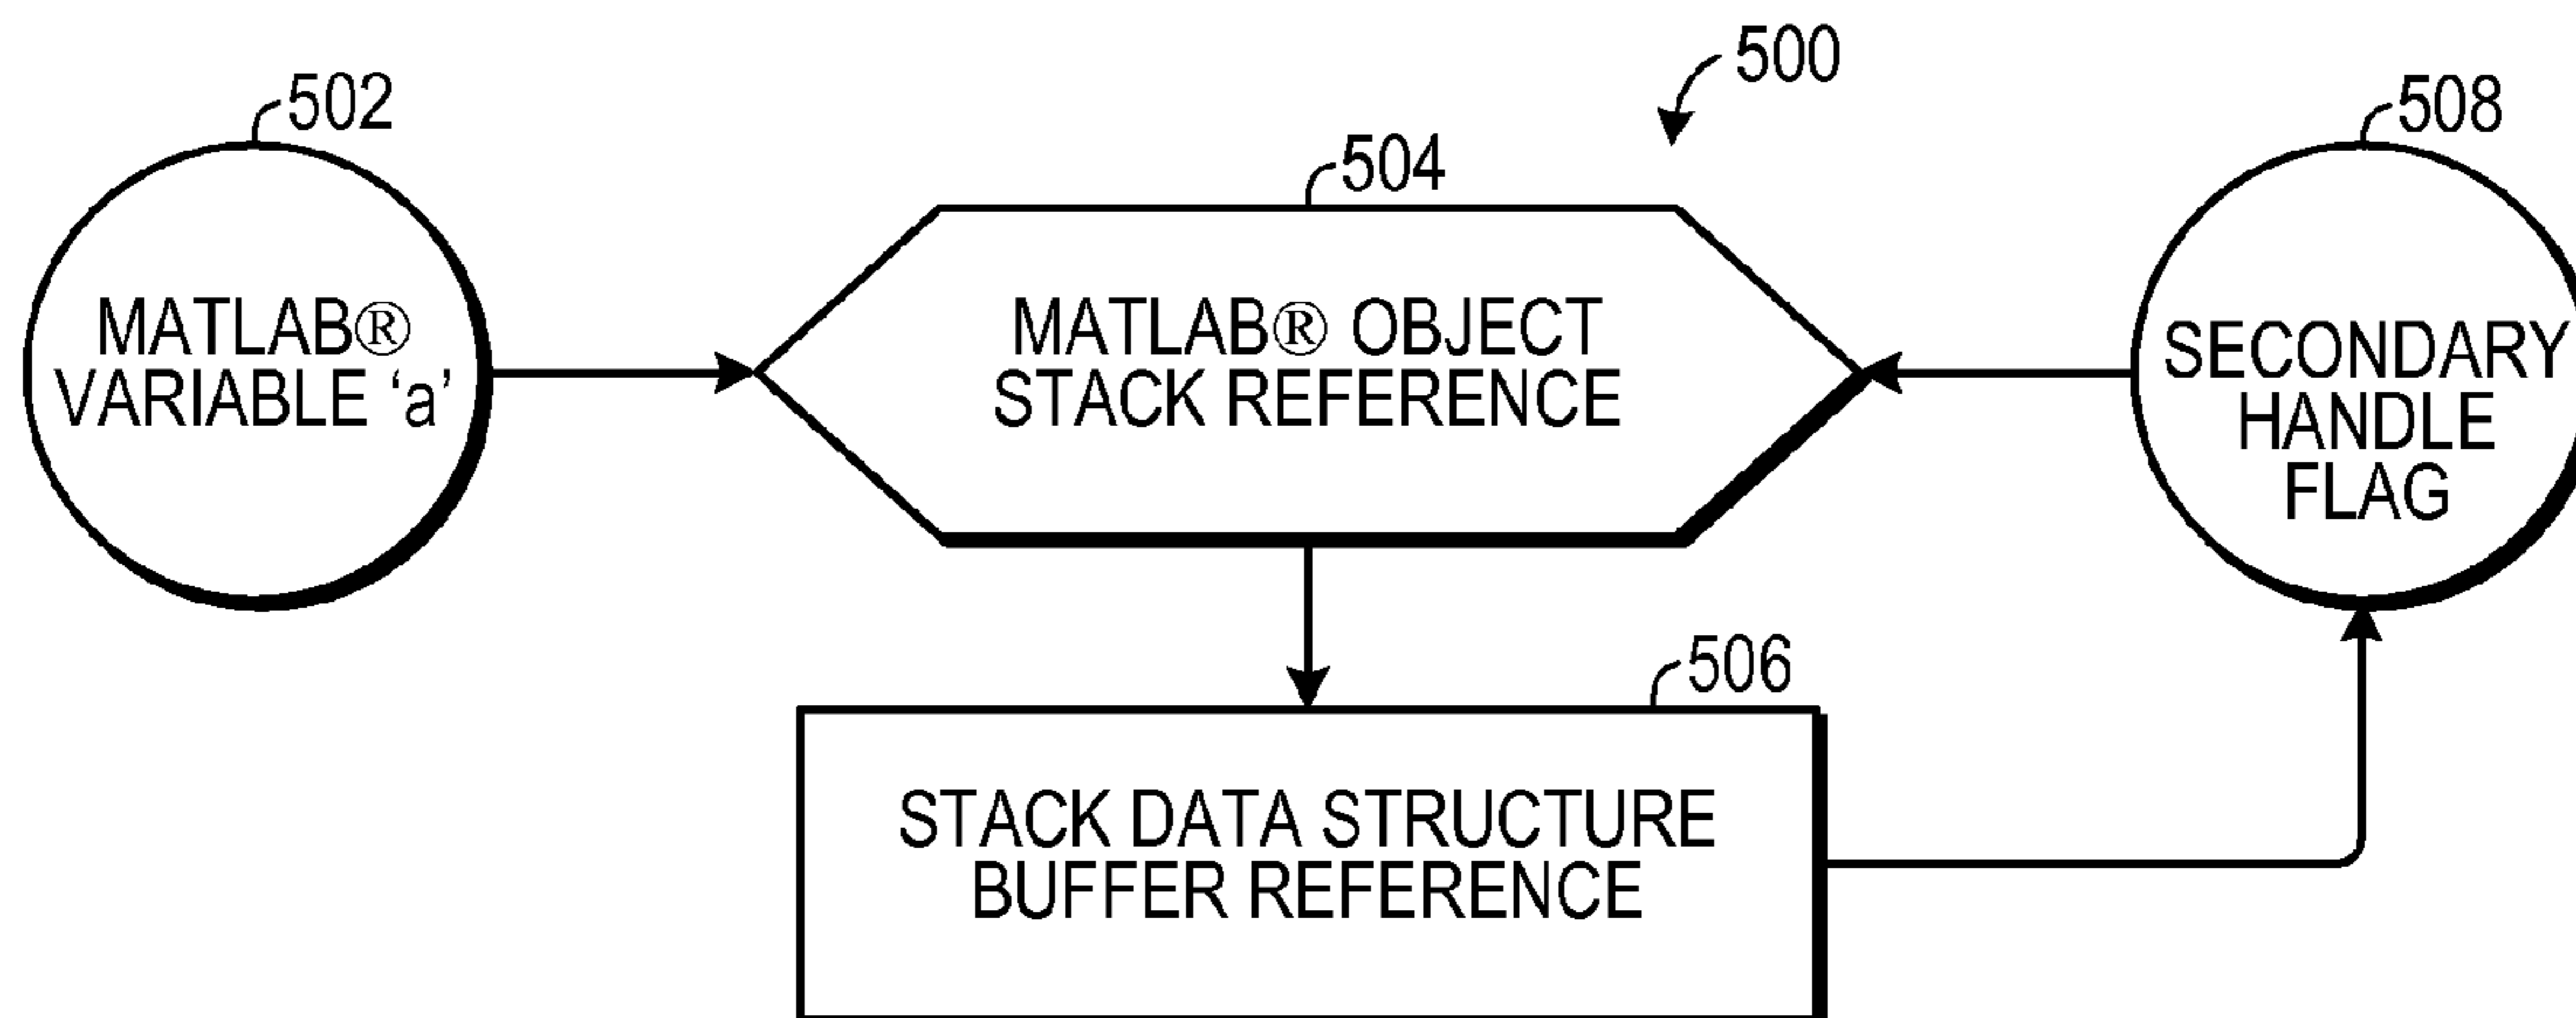 500
502
504
508
MATLAB®
VARIABLE ‘a’
MATLAB® OBJECT
STACK REFERENCE
SECONDARY
HANDLE
FLAG
506
STACK DATA STRUCTURE
BUFFER REFERENCE